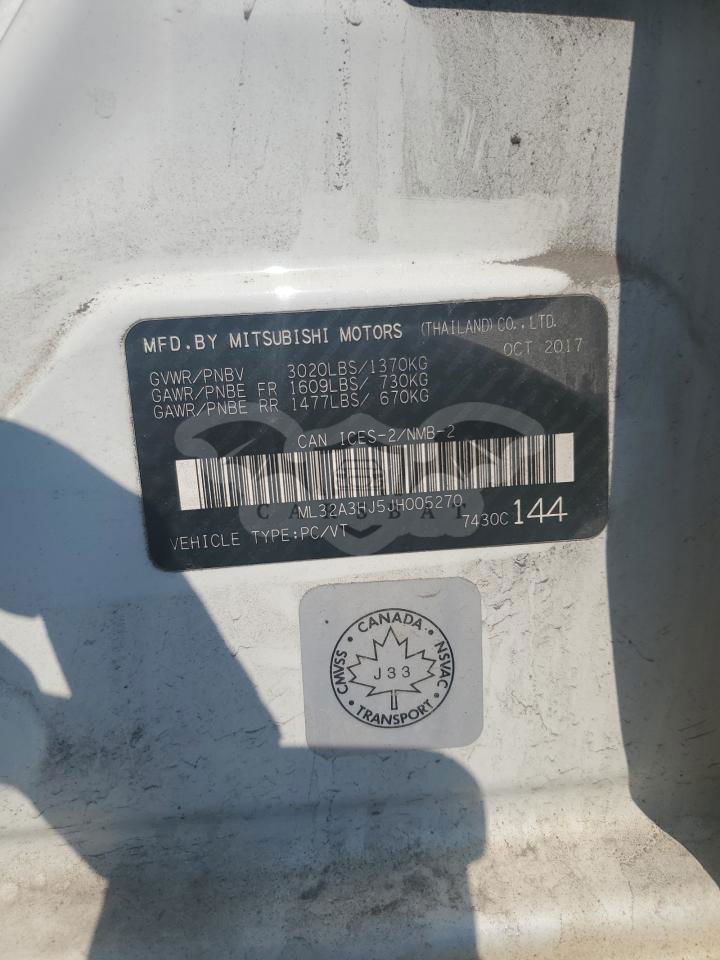 MFD.BY MITSUBISHI MOTORS (THAILAND) CO., LTD.
OCT 2017
GVWR/PNBV 3020LBS/1370KG
GAWR/PNBE FR 1609LBS/ 730KG
GAWR/PNBE RR 1477LBS/ 670KG
CAN ICES-2/NMB-2
ML32A3HJ5JH005270
CARSBAT
7430C 144
VEHICLE TYPE:PC/VT
CANADA
CMVSS
J33
NSVAC
TRANSPORT